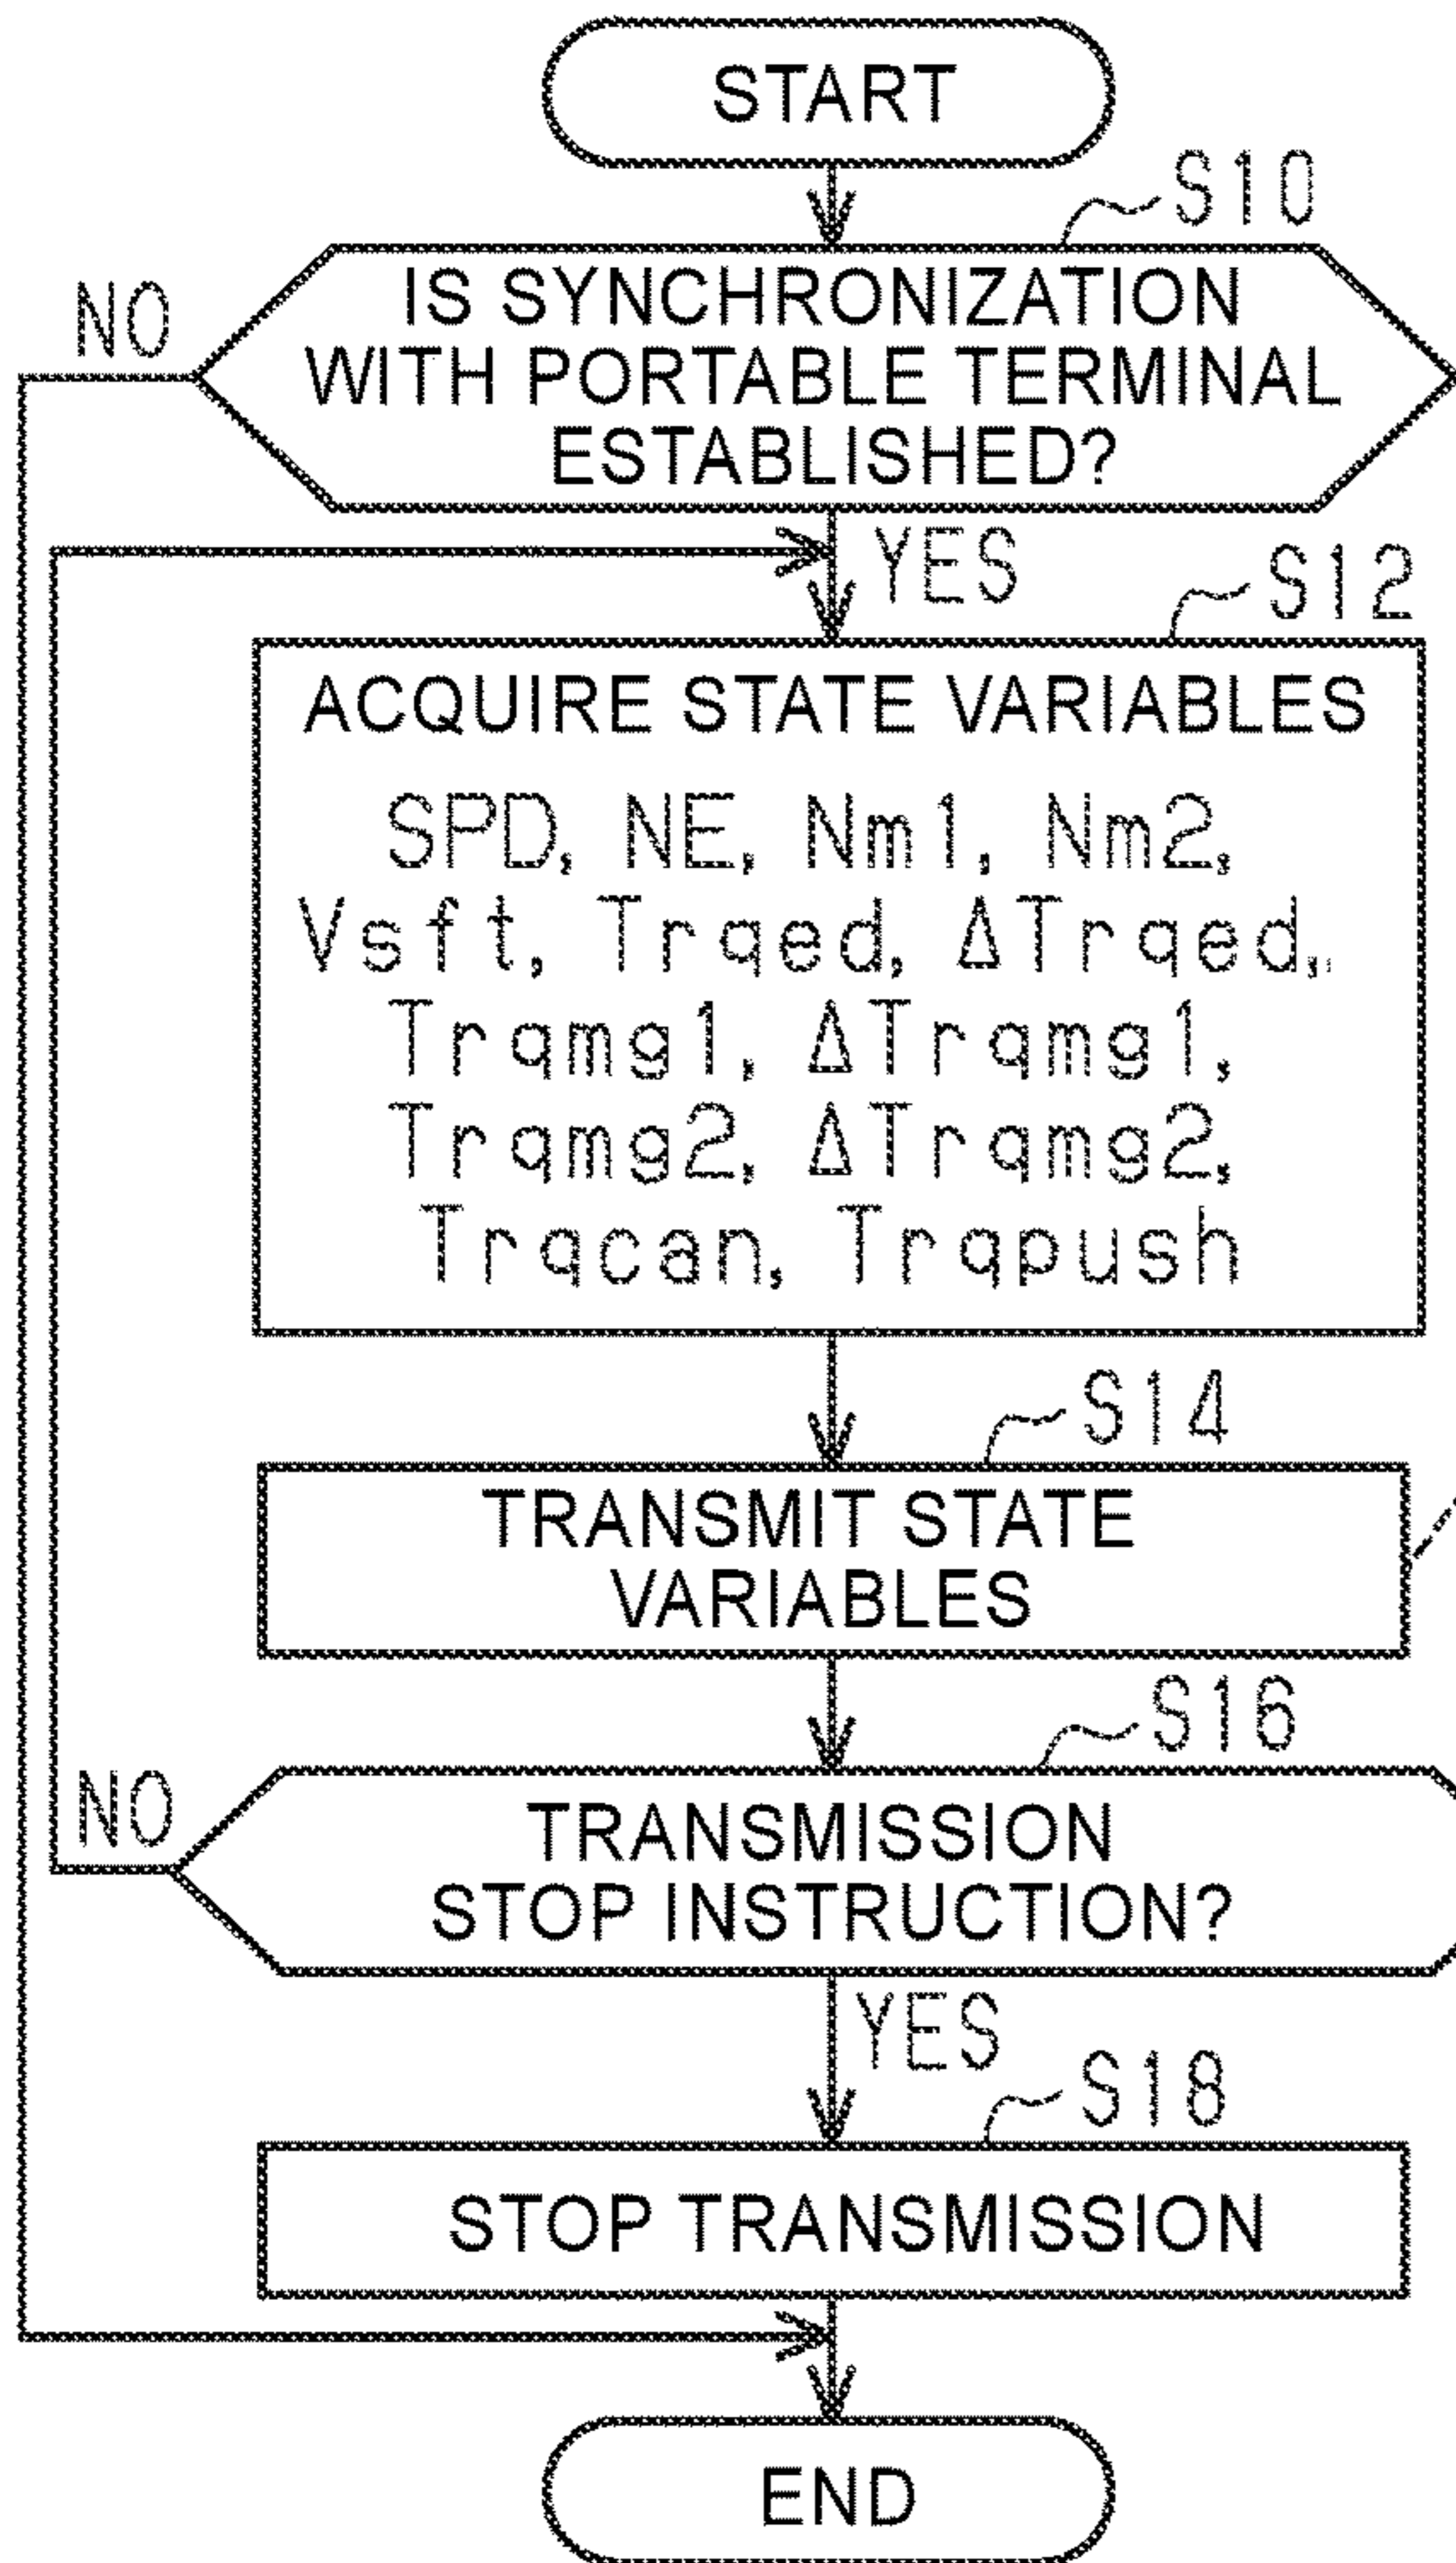 START
S10
NO
IS SYNCHRONIZATION
WITH PORTABLE TERMINAL
ESTABLISHED?
YES
S12
ACQUIRE STATE VARIABLES
SPD, NE, Nm1, Nm2,
Vsft, Trqed, ΔTrqed,
Trqmg1, ΔTrqmg1,
Trqmg2, ΔTrqmg2,
Trqcan, Trqpush
S14
TRANSMIT STATE
VARIABLES
S16
NO
TRANSMISSION
STOP INSTRUCTION?
YES
S18
STOP TRANSMISSION
END